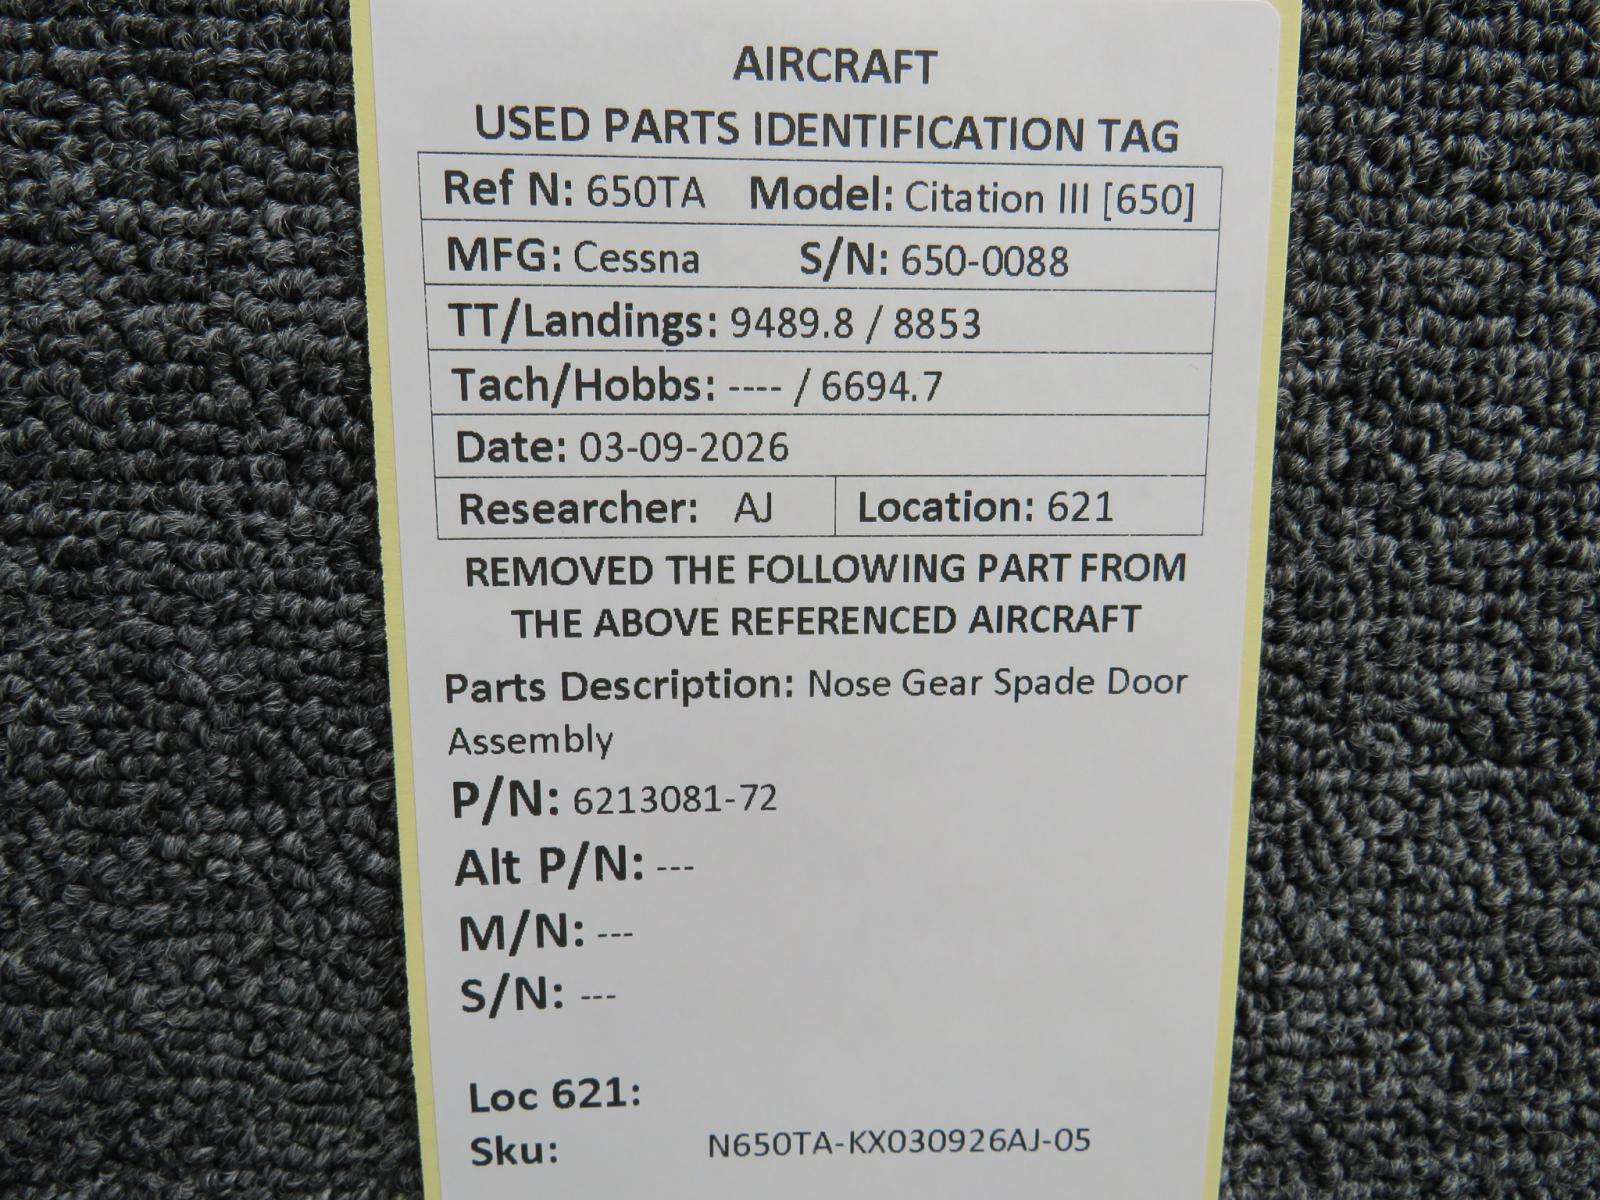 AIRCRAFT
USED PARTS IDENTIFICATION TAG
Ref N: 650TA Model: Citation III [650]
MFG: Cessna S/N: 650-0088
TT/Landings: 9489.8 / 8853
Tach/Hobbs: ---- / 6694.7
Date: 03-09-2026
Researcher: AJ Location: 621
REMOVED THE FOLLOWING PART FROM
THE ABOVE REFERENCED AIRCRAFT
Parts Description: Nose Gear Spade Door
Assembly
P/N: 6213081-72
Alt P/N: ---
M/N: ---
S/N: ---
Loc 621:
Sku: N650TA-KX030926AJ-05